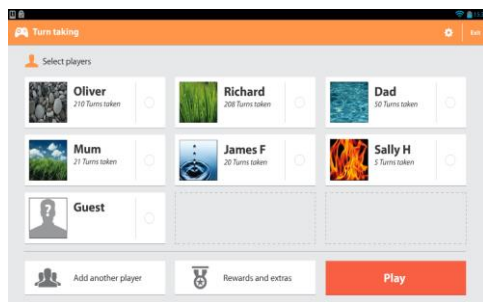 Turn taking
Exit
Select players
Oliver
210 Turns taken
Richard
208 Turns taken
Dad
50 Turns taken
Mum
21 Turns taken
James F
20 Turns taken
Sally H
5 Turns taken
Guest
Add another player
Rewards and extras
Play